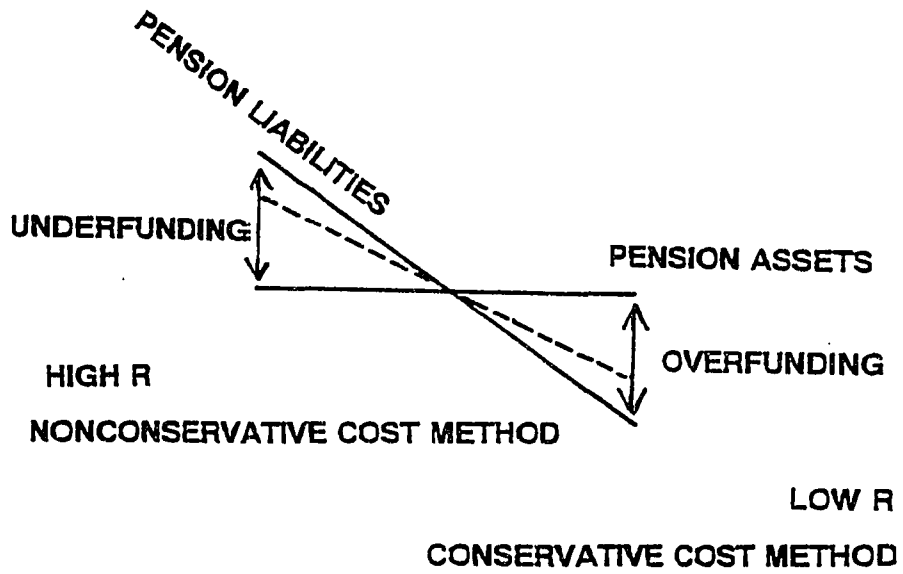 PENSION LIABILITIES
UNDERFUNDING
PENSION ASSETS
OVERFUNDING
HIGH R
NONCONSERVATIVE COST METHOD
LOW R
CONSERVATIVE COST METHOD